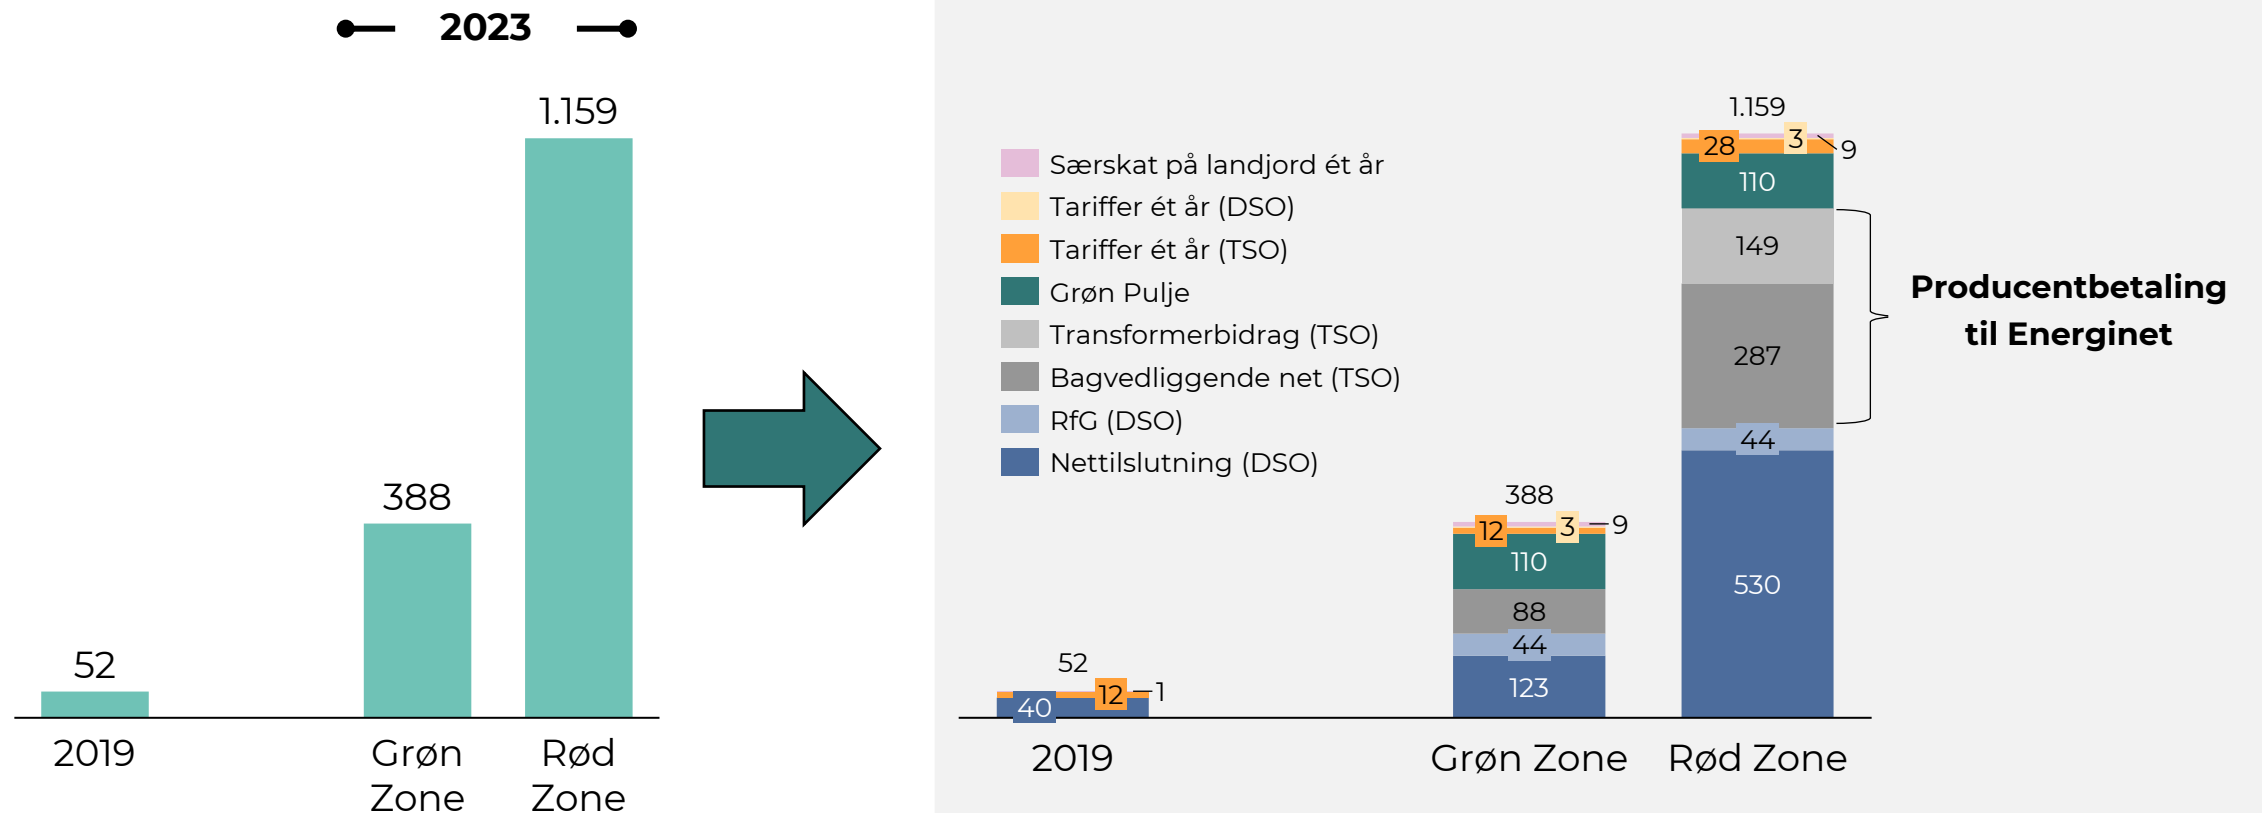 2023
1.159
388
52
2019
Grøn
Zone
Rød
Zone
Særskat på landjord ét år
Tariffer ét år (DSO)
Tariffer ét år (TSO)
Grøn Pulje
Transformerbidrag (TSO)
Bagvedliggende net (TSO)
RfG (DSO)
Nettilslutning (DSO)
52
12
1
40
2019
388
12
3
9
110
88
44
123
Grøn Zone
1.159
28
3
9
110
149
287
44
530
Rød Zone
Producentbetaling
til Energinet